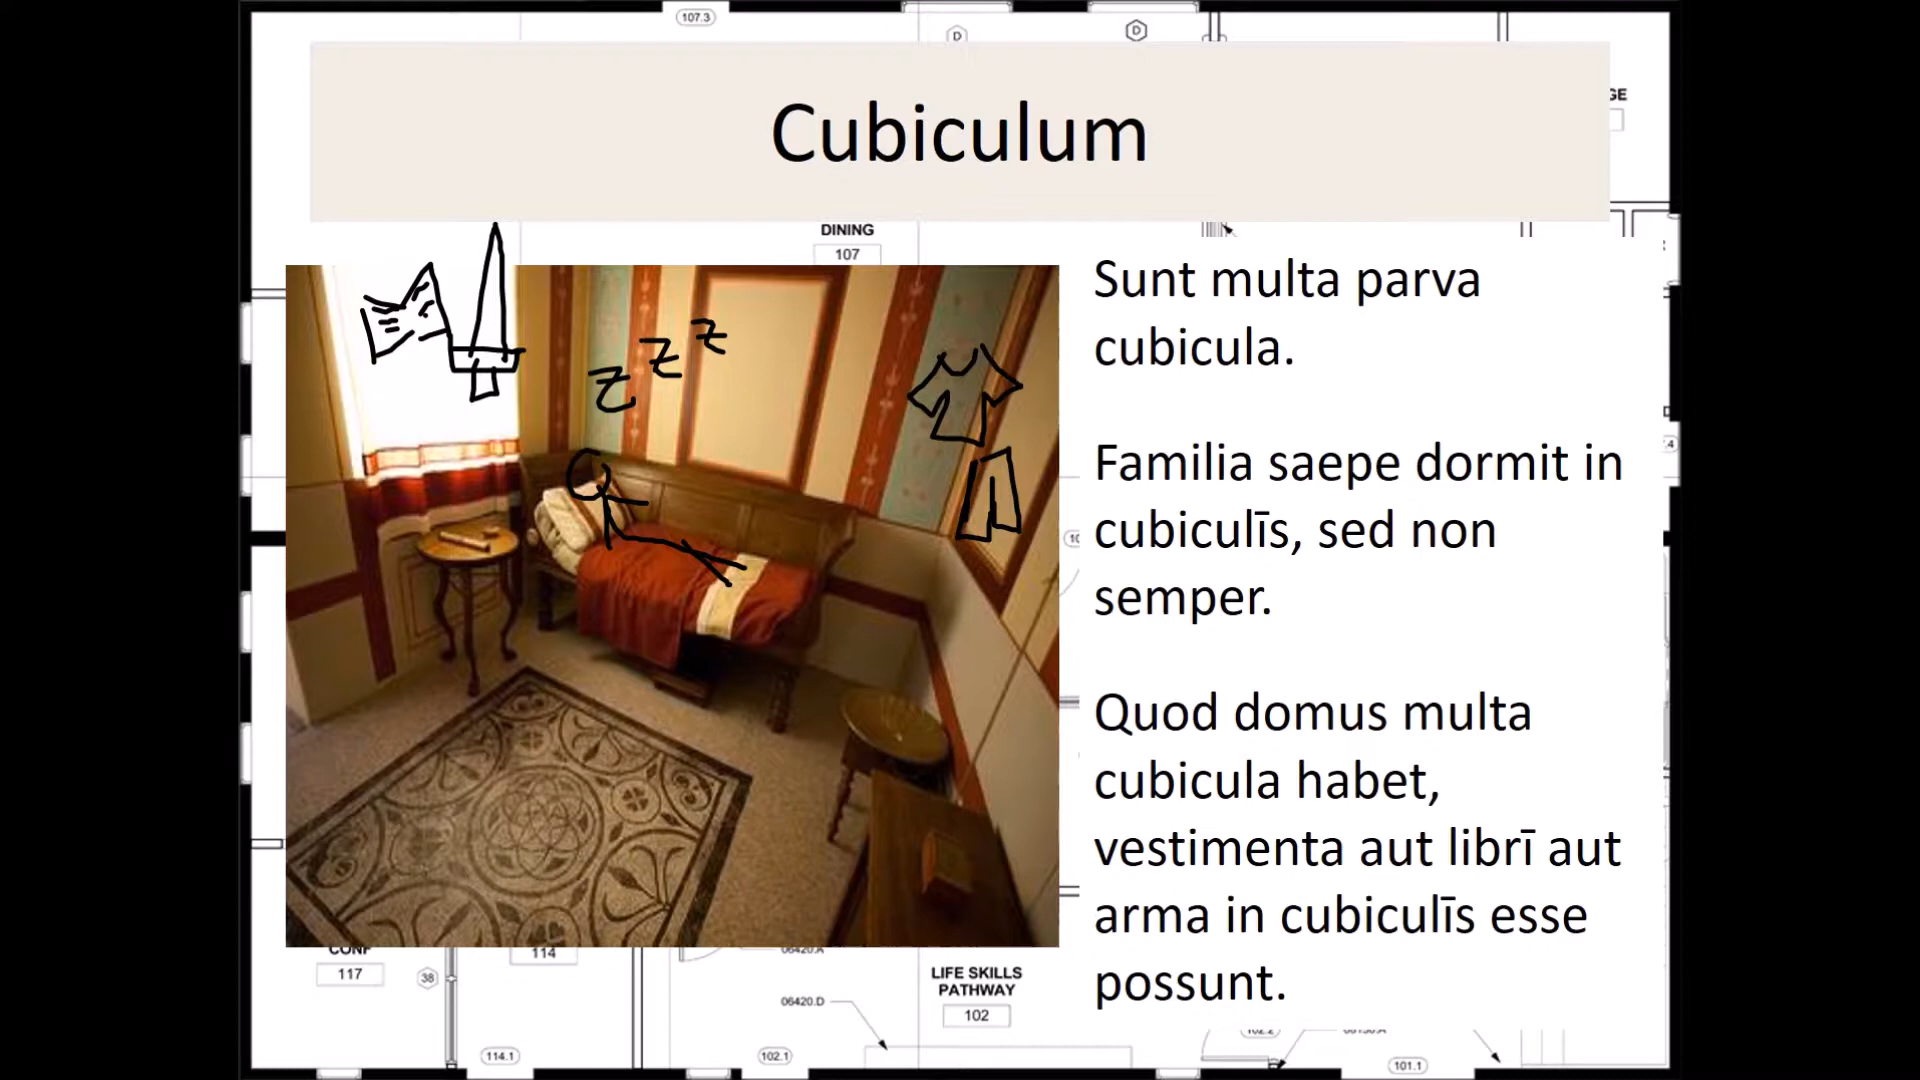 107.3
D
D
Cubiculum
GE
DINING
107
Sunt multa parva
cubicula.
z z z
Familia saepe dormit in
cubiculīs, sed non
semper.
Quod domus multa
cubicula habet,
vestimenta aut librī aut
arma in cubiculīs esse
possunt.
CONF
117
38
114
06420.A
06420.D
LIFE SKILLS
PATHWAY
102
114.1
102.1
102.2
101.1